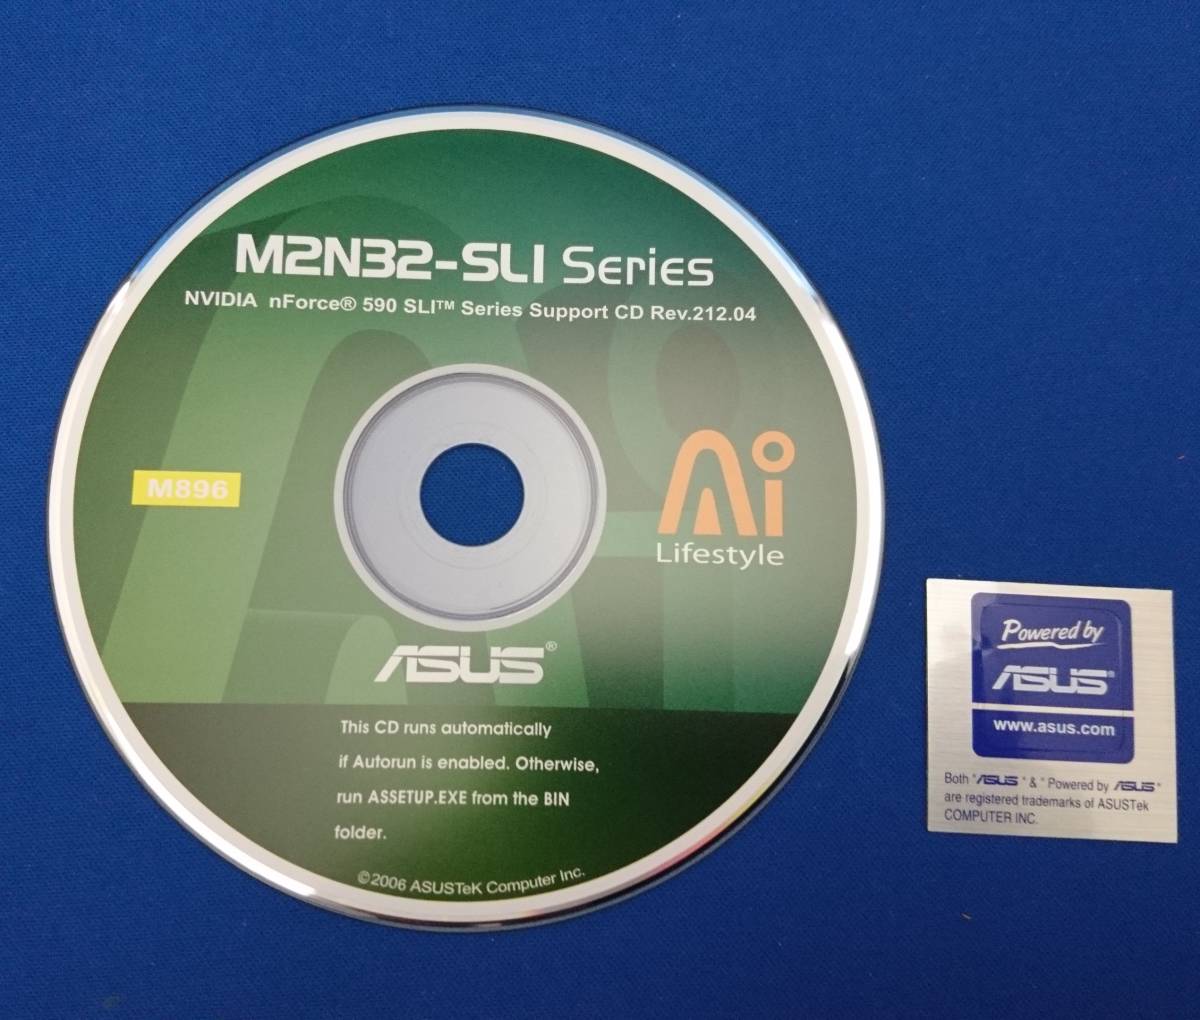 M2N32-SLI Series
NVIDIA nForce® 590 SLI™ Series Support CD Rev.212.04
M896
Ai
Lifestyle
ASUS®
This CD runs automatically
if Autorun is enabled. Otherwise,
run ASSETUP.EXE from the BIN
folder.
©2006 ASUSTeK Computer Inc.
Powered by
ASUS®
www.asus.com
Both "ASUS" & "Powered by ASUS"
are registered trademarks of ASUSTek
COMPUTER INC.